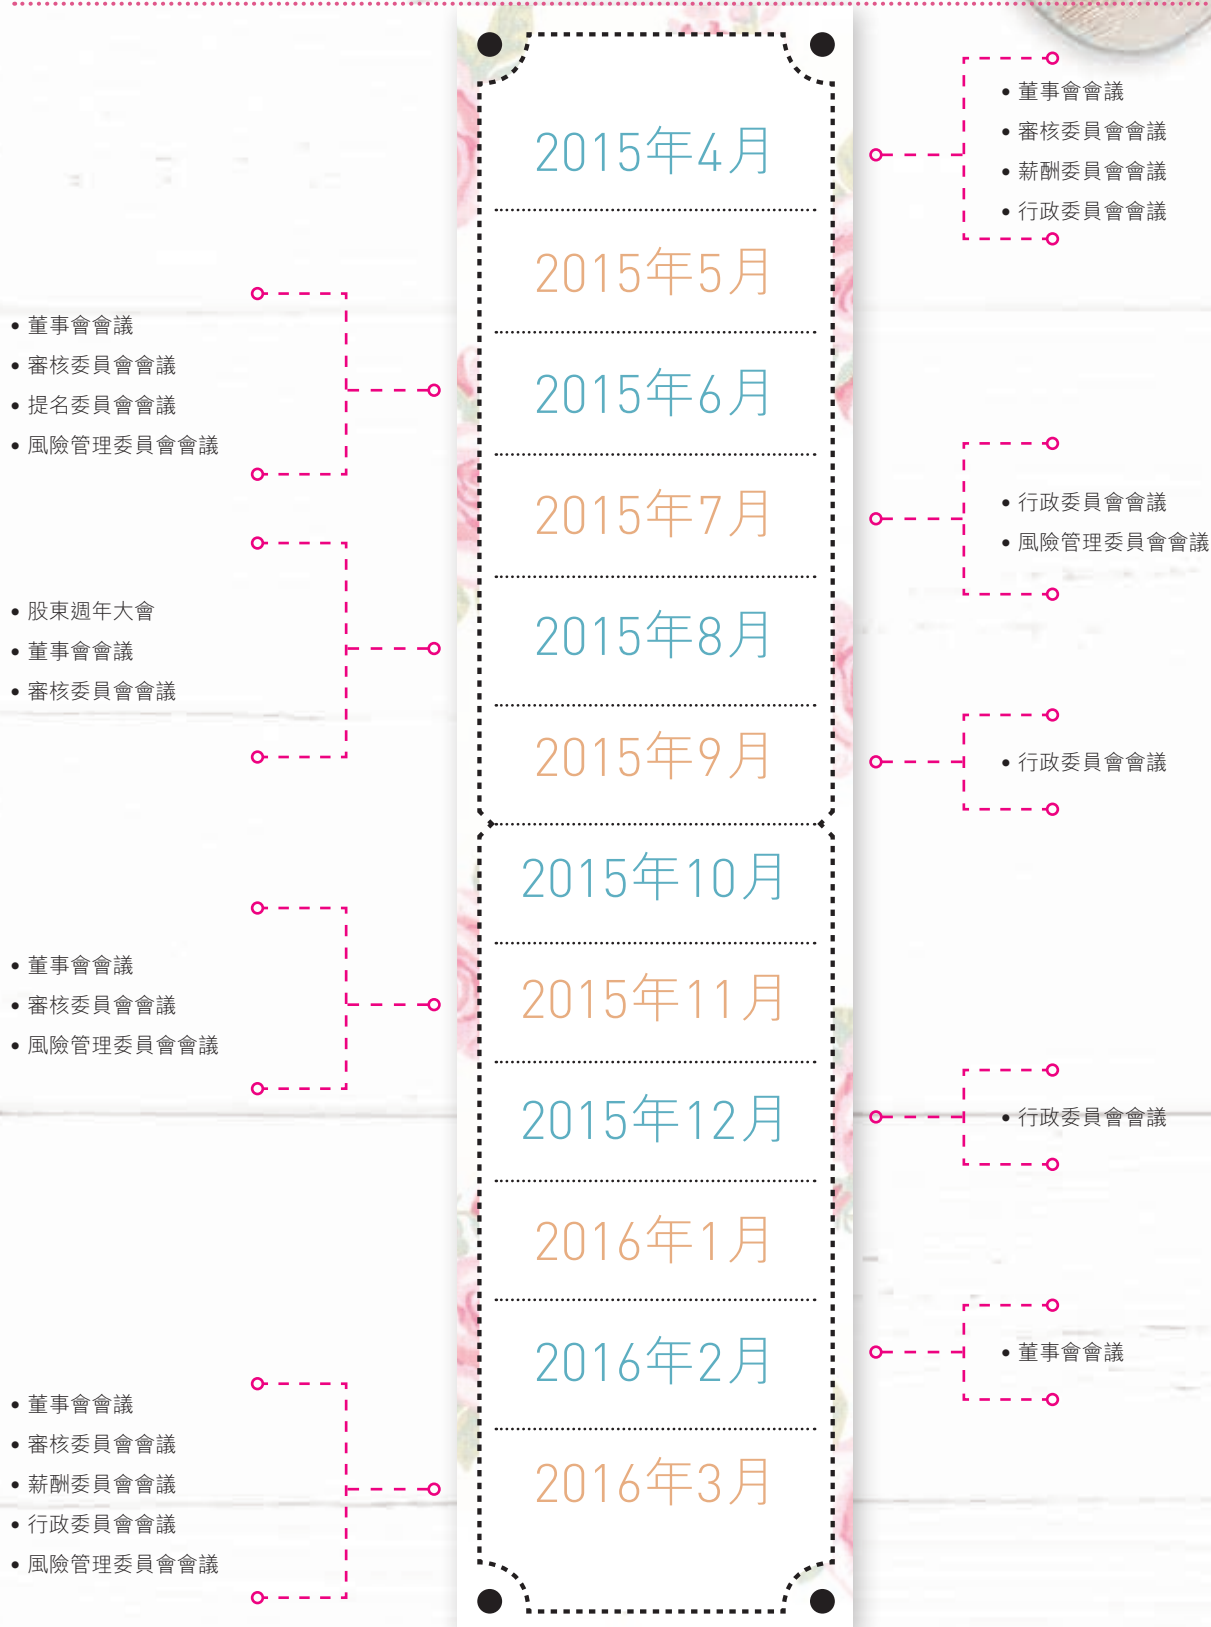 2015年4月
• 董事會會議
• 審核委員會會議
• 薪酬委員會會議
• 行政委員會會議
2015年5月
2015年6月
• 董事會會議
• 審核委員會會議
• 提名委員會會議
• 風險管理委員會會議
2015年7月
• 行政委員會會議
• 風險管理委員會會議
2015年8月
• 股東週年大會
• 董事會會議
• 審核委員會會議
2015年9月
• 行政委員會會議
2015年10月
2015年11月
• 董事會會議
• 審核委員會會議
• 風險管理委員會會議
2015年12月
• 行政委員會會議
2016年1月
2016年2月
• 董事會會議
2016年3月
• 董事會會議
• 審核委員會會議
• 薪酬委員會會議
• 行政委員會會議
• 風險管理委員會會議